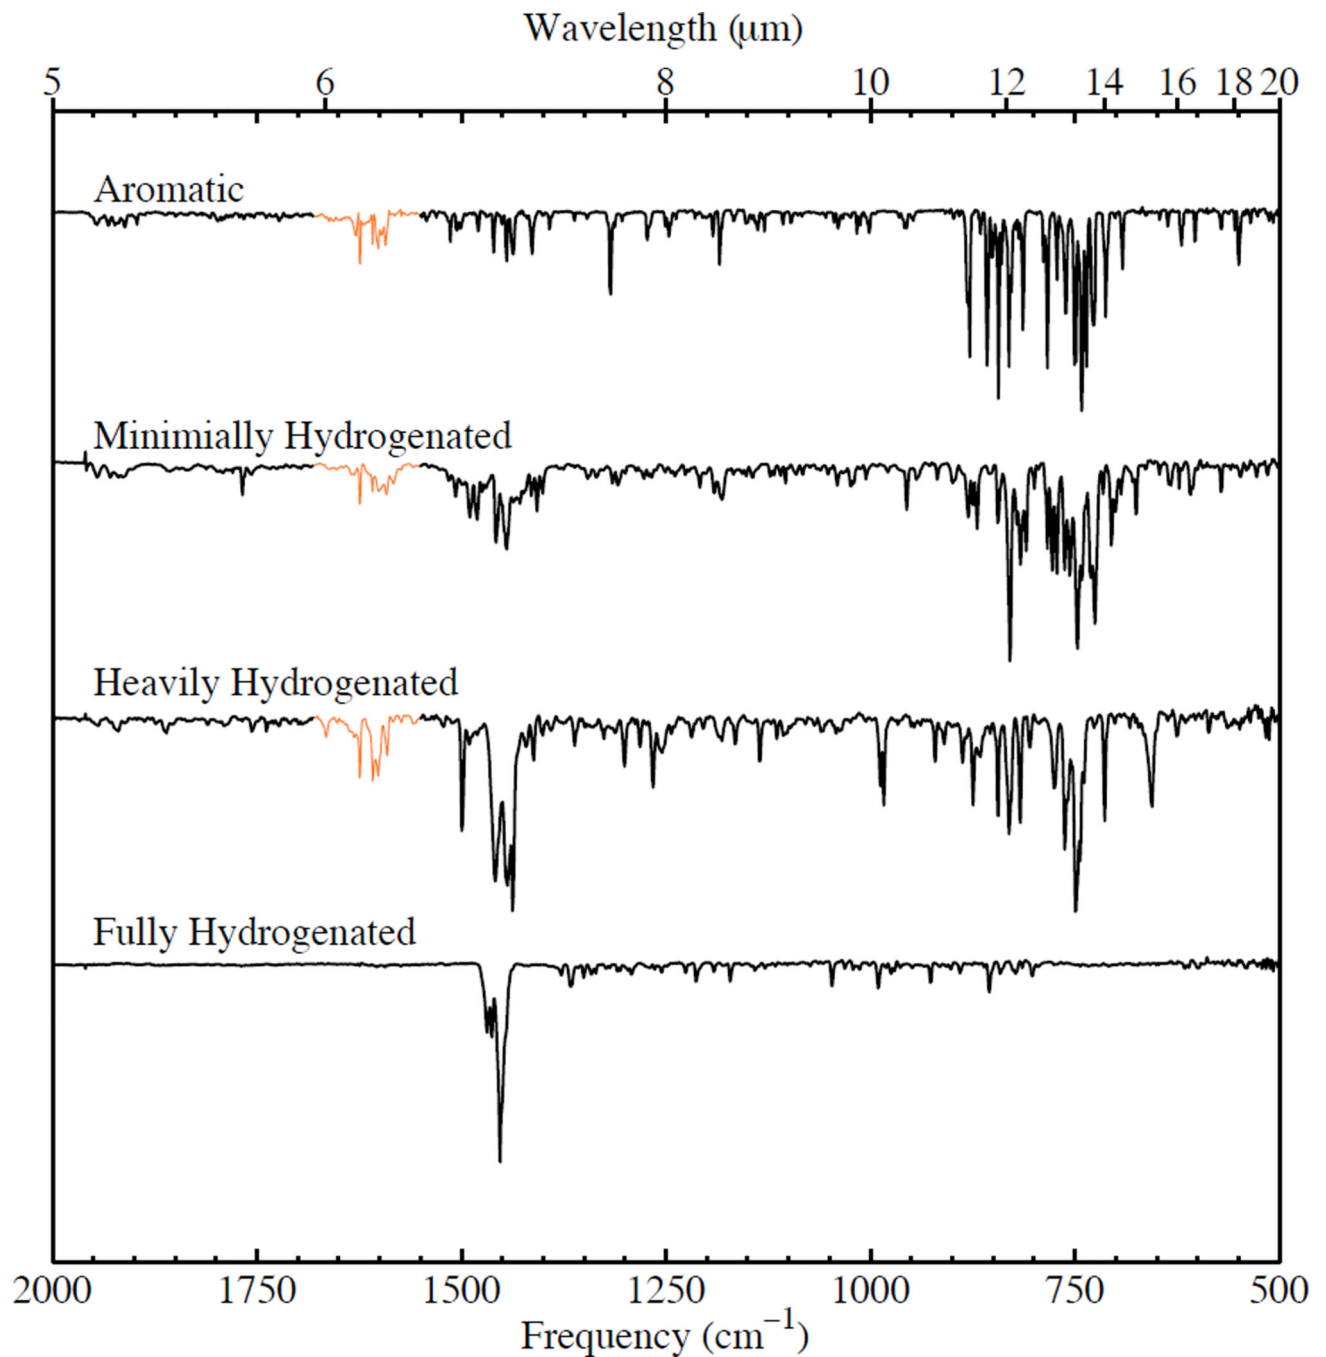 Wavelength (μm)
5 6 8 10 12 14 16 18 20
Aromatic
Minimially Hydrogenated
Heavily Hydrogenated
Fully Hydrogenated
2000 1750 1500 1250 1000 750 500
Frequency (cm⁻¹)